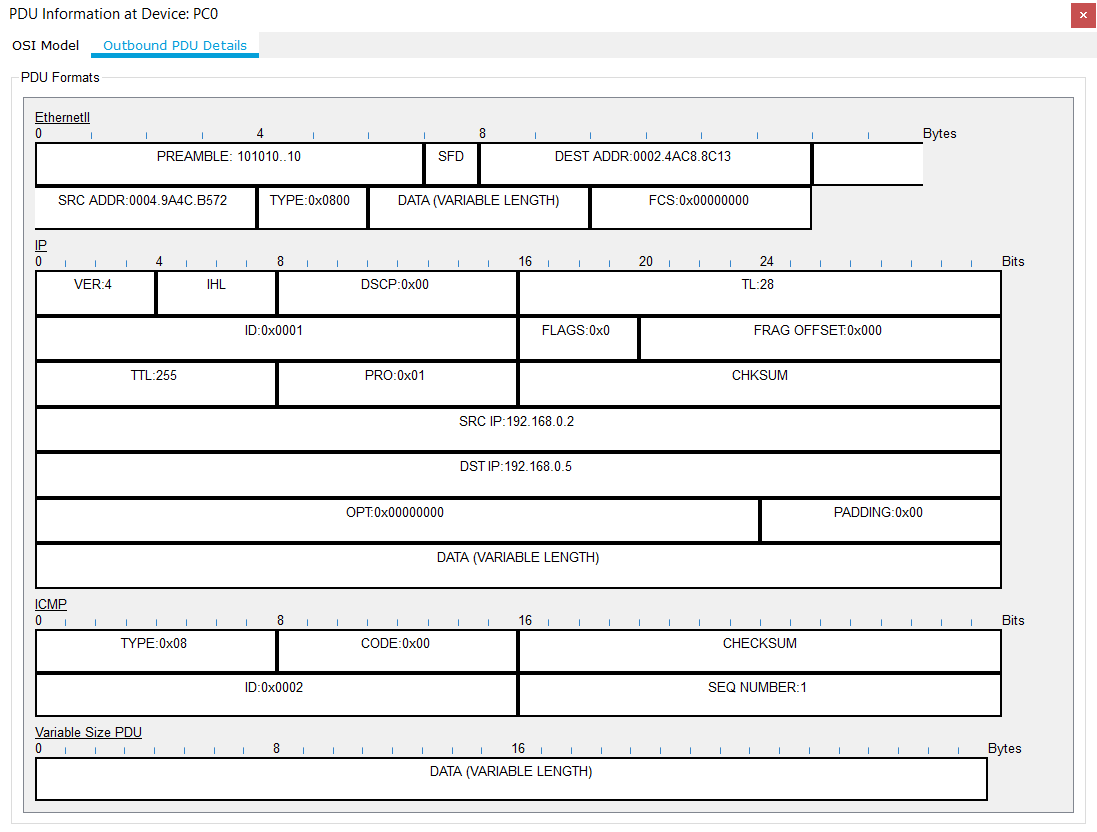 PDU Information at Device: PC0
×
OSI Model Outbound PDU Details
PDU Formats
EthernetII
0 4 8 Bytes
PREAMBLE: 101010..10 SFD DEST ADDR:0002.4AC8.8C13
SRC ADDR:0004.9A4C.B572 TYPE:0x0800 DATA (VARIABLE LENGTH) FCS:0x00000000
IP
0 4 8 16 20 24 Bits
VER:4 IHL DSCP:0x00 TL:28
ID:0x0001 FLAGS:0x0 FRAG OFFSET:0x000
TTL:255 PRO:0x01 CHKSUM
SRC IP:192.168.0.2
DST IP:192.168.0.5
OPT:0x00000000 PADDING:0x00
DATA (VARIABLE LENGTH)
ICMP
0 8 16 Bits
TYPE:0x08 CODE:0x00 CHECKSUM
ID:0x0002 SEQ NUMBER:1
Variable Size PDU
0 8 16 Bytes
DATA (VARIABLE LENGTH)